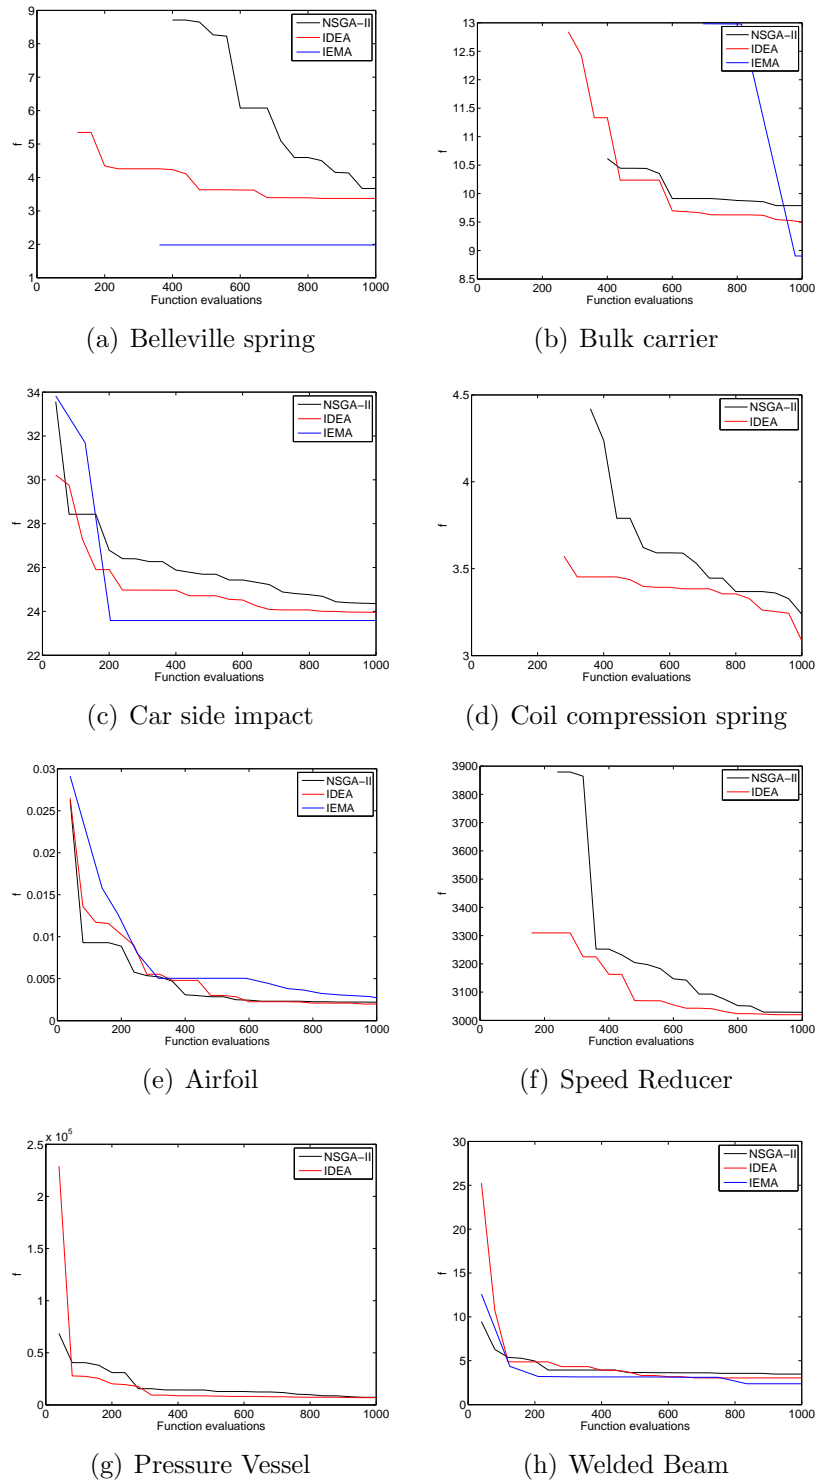 f
9
8
7
6
5
4
3
2
1
0 200 400 600 800 1000
Function evaluations
NSGA-II
IDEA
IEMA
(a) Belleville spring
f
13
12.5
12
11.5
11
10.5
10
9.5
9
8.5
0 200 400 600 800 1000
Function evaluations
NSGA-II
IDEA
IEMA
(b) Bulk carrier
f
34
32
30
28
26
24
22
0 200 400 600 800 1000
Function evaluations
NSGA-II
IDEA
IEMA
(c) Car side impact
f
4.5
4
3.5
3
0 200 400 600 800 1000
Function evaluations
NSGA-II
IDEA
(d) Coil compression spring
f
0.03
0.025
0.02
0.015
0.01
0.005
0
0 200 400 600 800 1000
Function evaluations
NSGA-II
IDEA
IEMA
(e) Airfoil
f
3900
3800
3700
3600
3500
3400
3300
3200
3100
3000
0 200 400 600 800 1000
Function evaluations
NSGA-II
IDEA
(f) Speed Reducer
f
x 10^5
2.5
2
1.5
1
0.5
0
0 200 400 600 800 1000
Function evaluations
NSGA-II
IDEA
(g) Pressure Vessel
f
30
25
20
15
10
5
0
0 200 400 600 800 1000
Function evaluations
NSGA-II
IDEA
IEMA
(h) Welded Beam